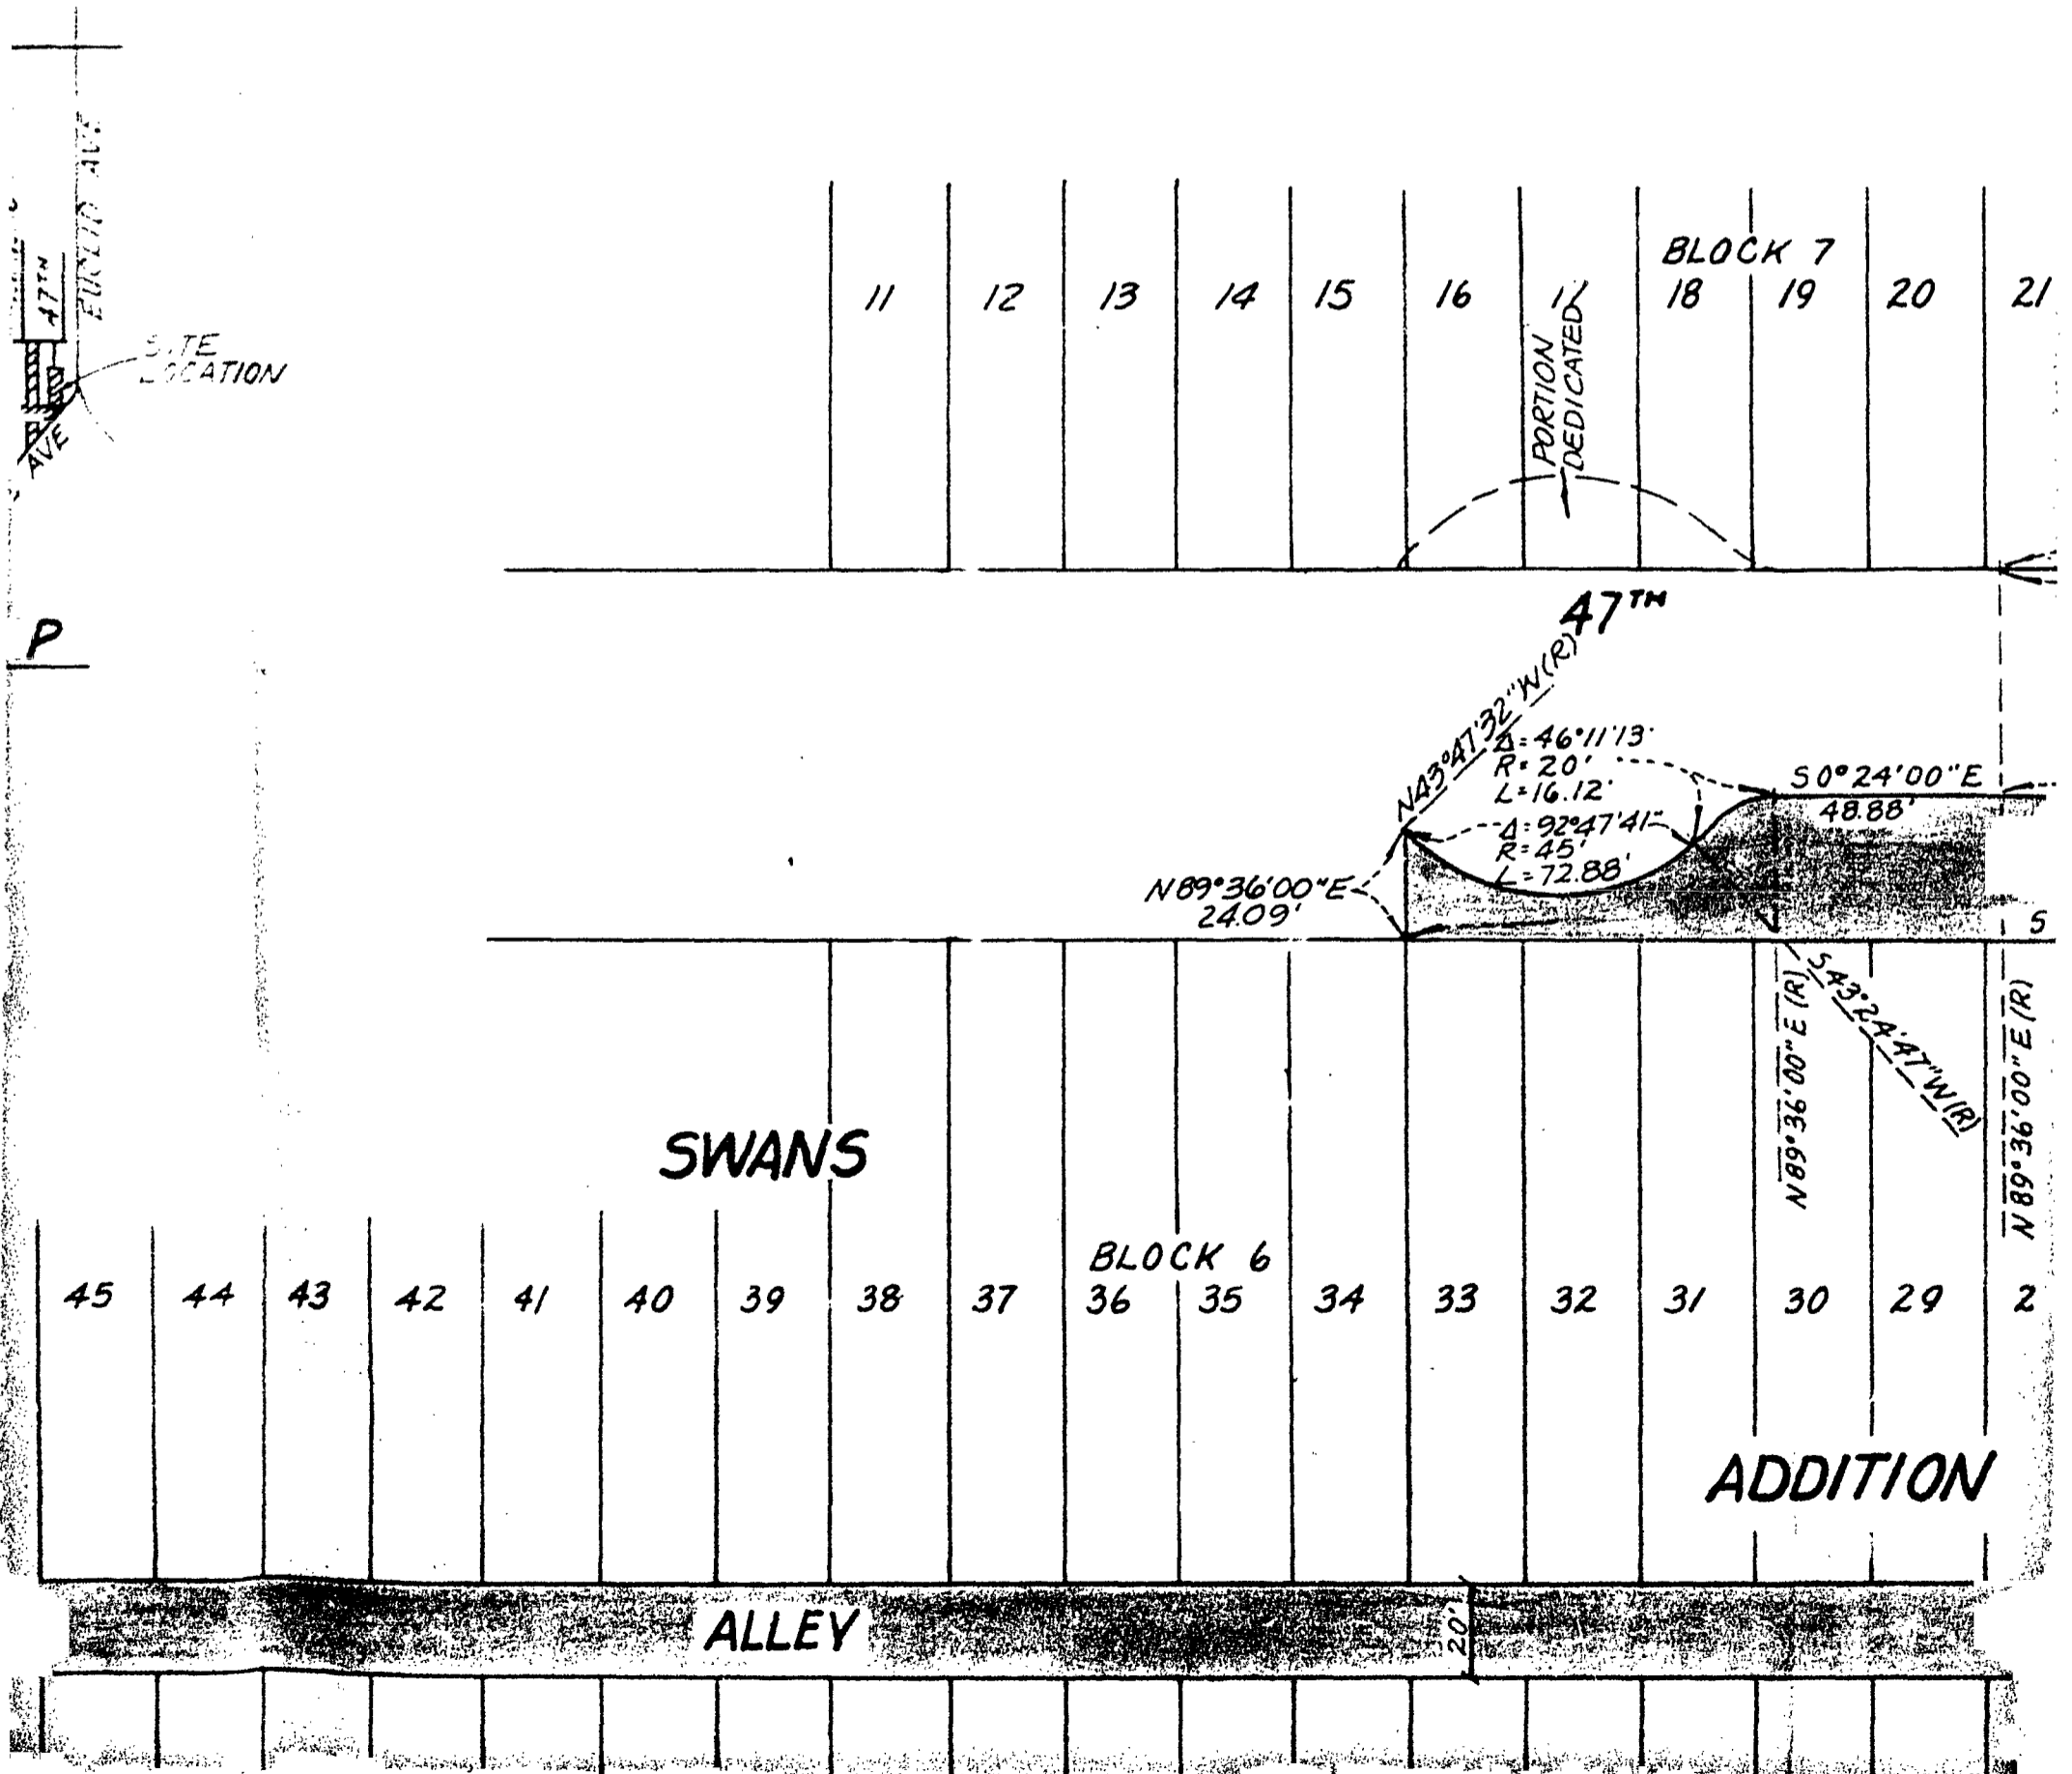 EUCLID AVE
47TH
SITE
LOCATION
AVE
BLOCK 7
11 12 13 14 15 16 17 18 19 20 21
PORTION
DEDICATED
P
47TH
N43°47'32"W(R)
Δ=46°11'13"
R=20'
L=16.12'
S0°24'00"E
48.88'
Δ=92°47'41"
R=45'
L=72.88'
N89°36'00"E
24.09'
S
N89°36'00"E (R)
S43°24'47"W(R)
N89°36'00"E (R)
SWANS
BLOCK 6
45 44 43 42 41 40 39 38 37 36 35 34 33 32 31 30 29 2
ADDITION
ALLEY
20'